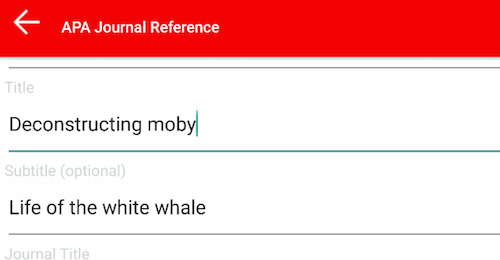 APA Journal Reference
Title
Deconstructing moby
Subtitle (optional)
Life of the white whale
Journal Title